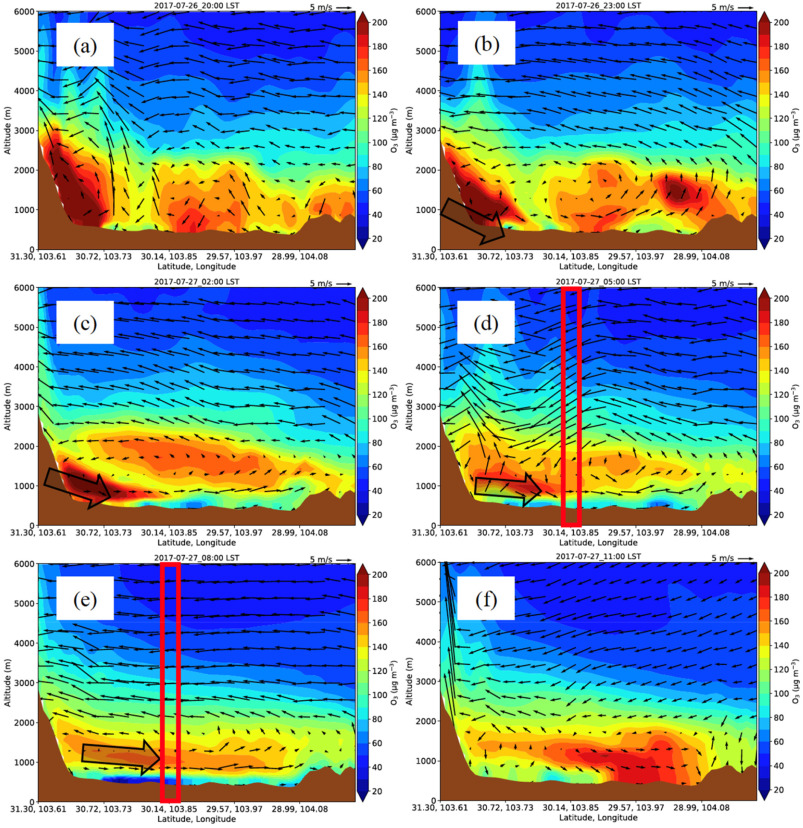 2017-07-26_20:00 LST
5 m/s
(a)
Altitude (m)
6000
5000
4000
3000
2000
1000
0
31.30, 103.61 30.72, 103.73 30.14, 103.85 29.57, 103.97 28.99, 104.08
Latitude, Longitude
200
180
160
140
120
100
80
60
40
20
O₃ (μg m⁻³)
2017-07-26_23:00 LST
5 m/s
(b)
Altitude (m)
6000
5000
4000
3000
2000
1000
0
31.30, 103.61 30.72, 103.73 30.14, 103.85 29.57, 103.97 28.99, 104.08
Latitude, Longitude
200
180
160
140
120
100
80
60
40
20
O₃ (μg m⁻³)
2017-07-27_02:00 LST
5 m/s
(c)
Altitude (m)
6000
5000
4000
3000
2000
1000
0
31.30, 103.61 30.72, 103.73 30.14, 103.85 29.57, 103.97 28.99, 104.08
Latitude, Longitude
200
180
160
140
120
100
80
60
40
20
O₃ (μg m⁻³)
2017-07-27_05:00 LST
5 m/s
(d)
Altitude (m)
6000
5000
4000
3000
2000
1000
0
31.30, 103.61 30.72, 103.73 30.14, 103.85 29.57, 103.97 28.99, 104.08
Latitude, Longitude
200
180
160
140
120
100
80
60
40
20
O₃ (μg m⁻³)
2017-07-27_08:00 LST
5 m/s
(e)
Altitude (m)
6000
5000
4000
3000
2000
1000
0
31.30, 103.61 30.72, 103.73 30.14, 103.85 29.57, 103.97 28.99, 104.08
Latitude, Longitude
200
180
160
140
120
100
80
60
40
20
O₃ (μg m⁻³)
2017-07-27_11:00 LST
5 m/s
(f)
Altitude (m)
6000
5000
4000
3000
2000
1000
0
31.30, 103.61 30.72, 103.73 30.14, 103.85 29.57, 103.97 28.99, 104.08
Latitude, Longitude
200
180
160
140
120
100
80
60
40
20
O₃ (μg m⁻³)